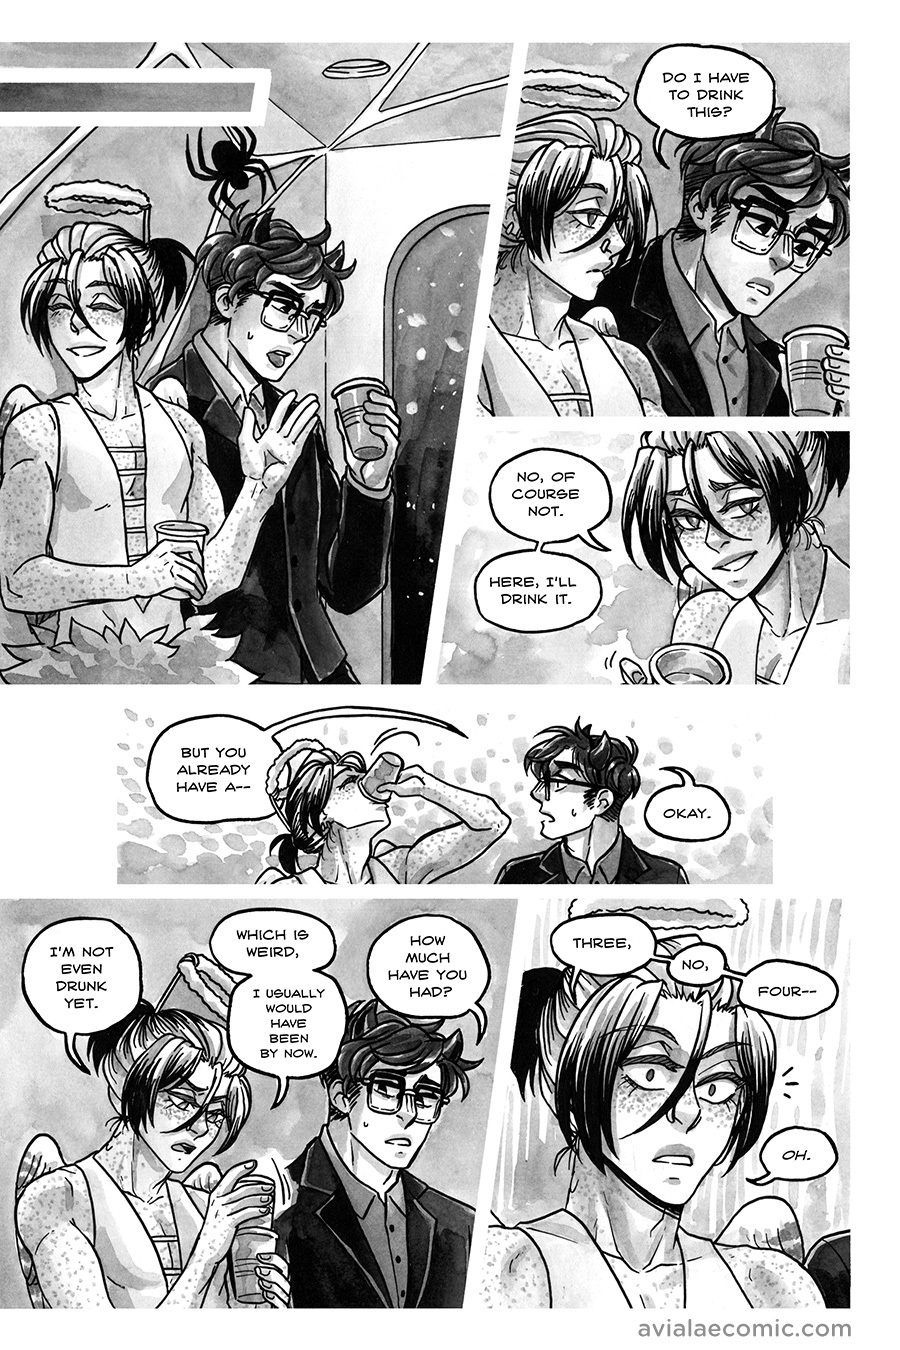 DO I HAVE
TO DRINK
THIS?
NO, OF
COURSE
NOT.
HERE, I'LL
DRINK IT.
BUT YOU
ALREADY
HAVE A--
OKAY.
I'M NOT
EVEN
DRUNK
YET.
WHICH IS
WEIRD,
I USUALLY
WOULD
HAVE
BEEN
BY NOW.
HOW
MUCH
HAVE YOU
HAD?
THREE,
NO,
FOUR--
OH.
avialaecomic.com